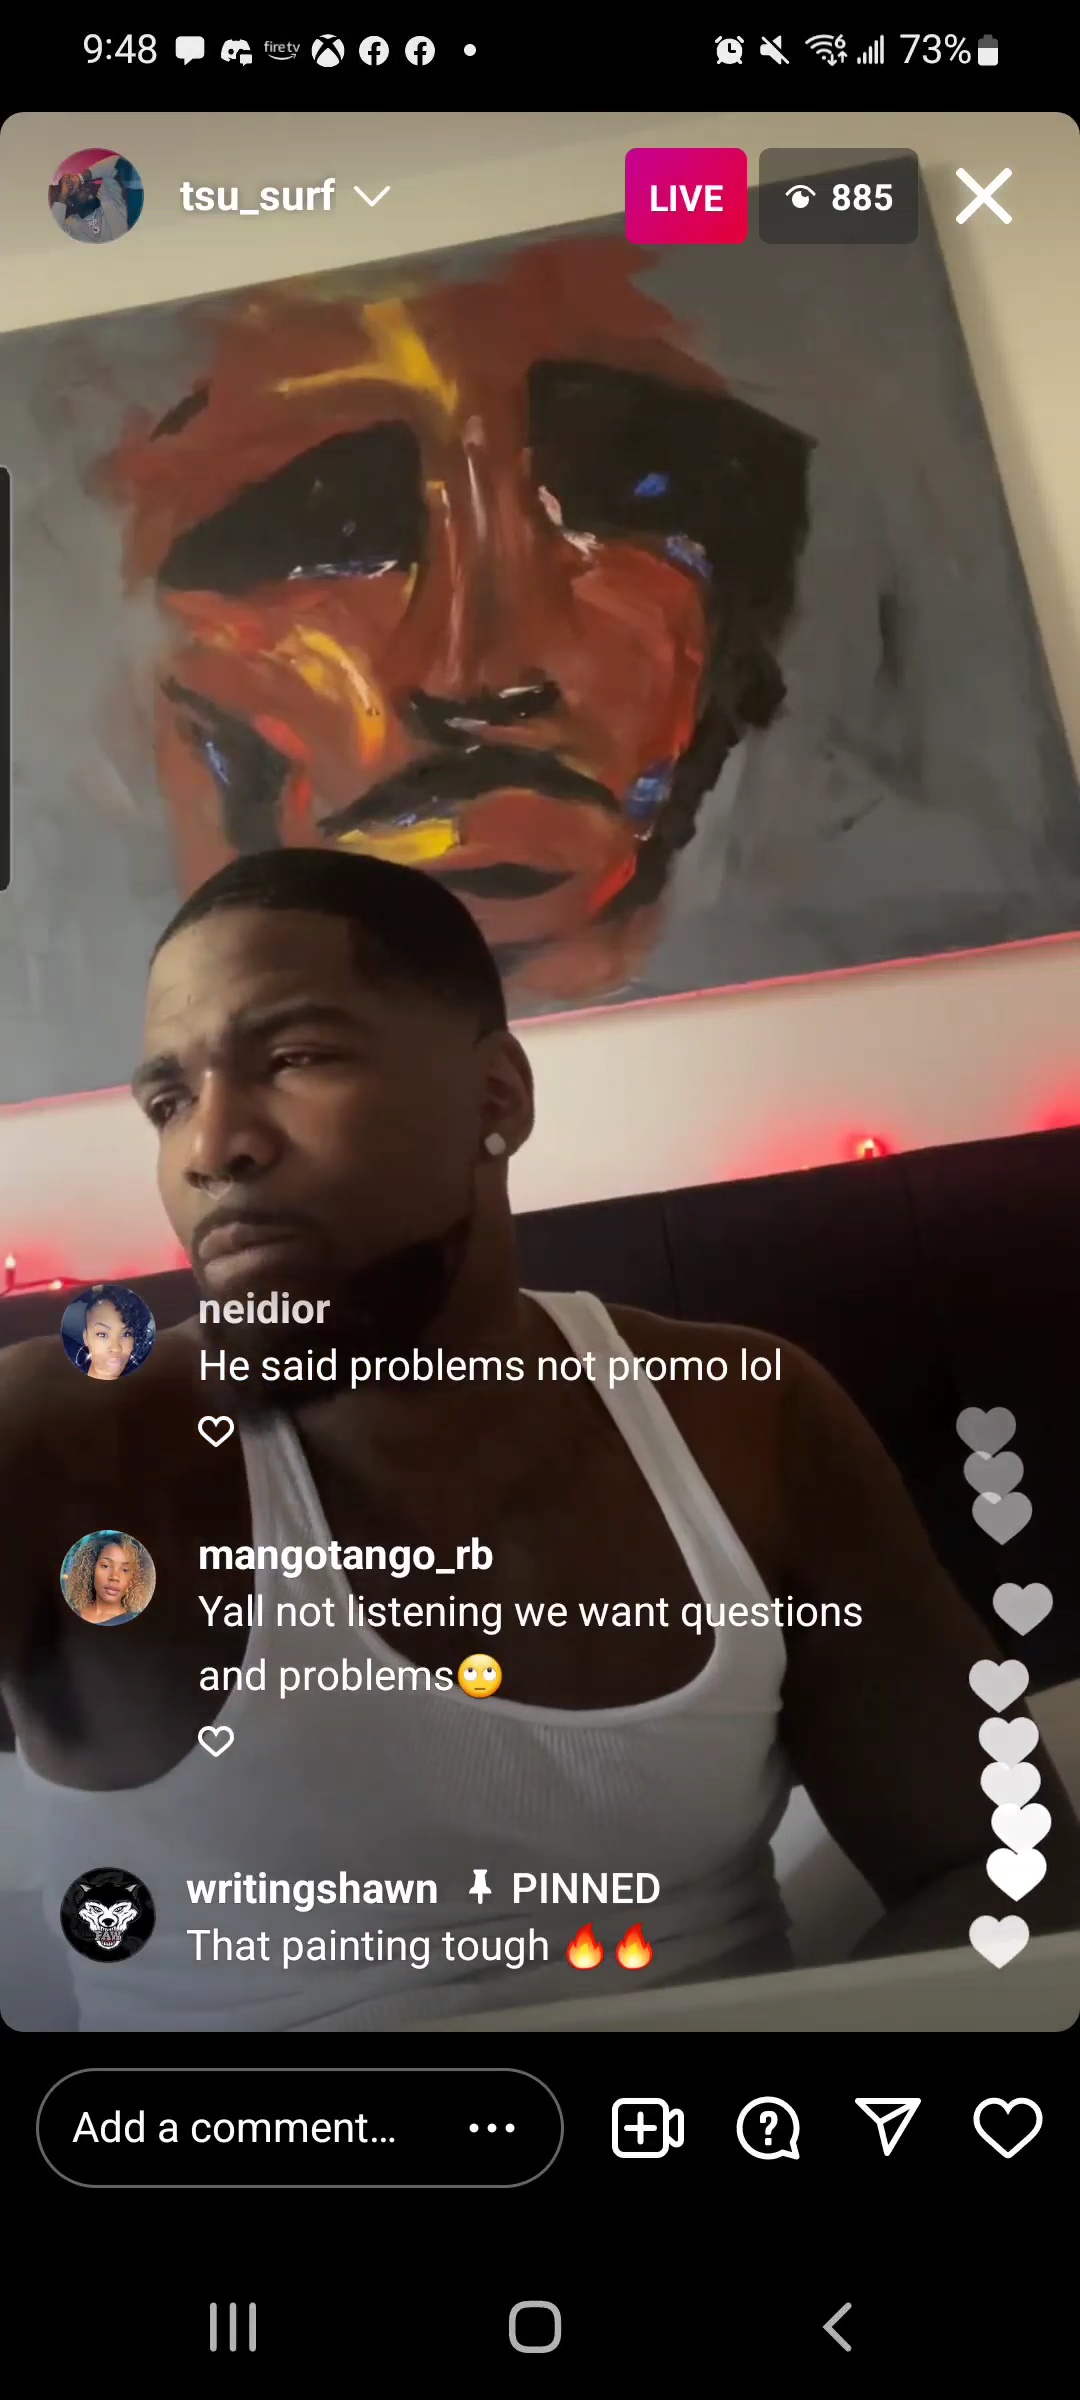 9:48 firetv 73%
tsu_surf LIVE 885
neidior
He said problems not promo lol
mangotango_rb
Yall not listening we want questions
and problems🙄
writingshawn PINNED
That painting tough 🔥🔥
Add a comment...